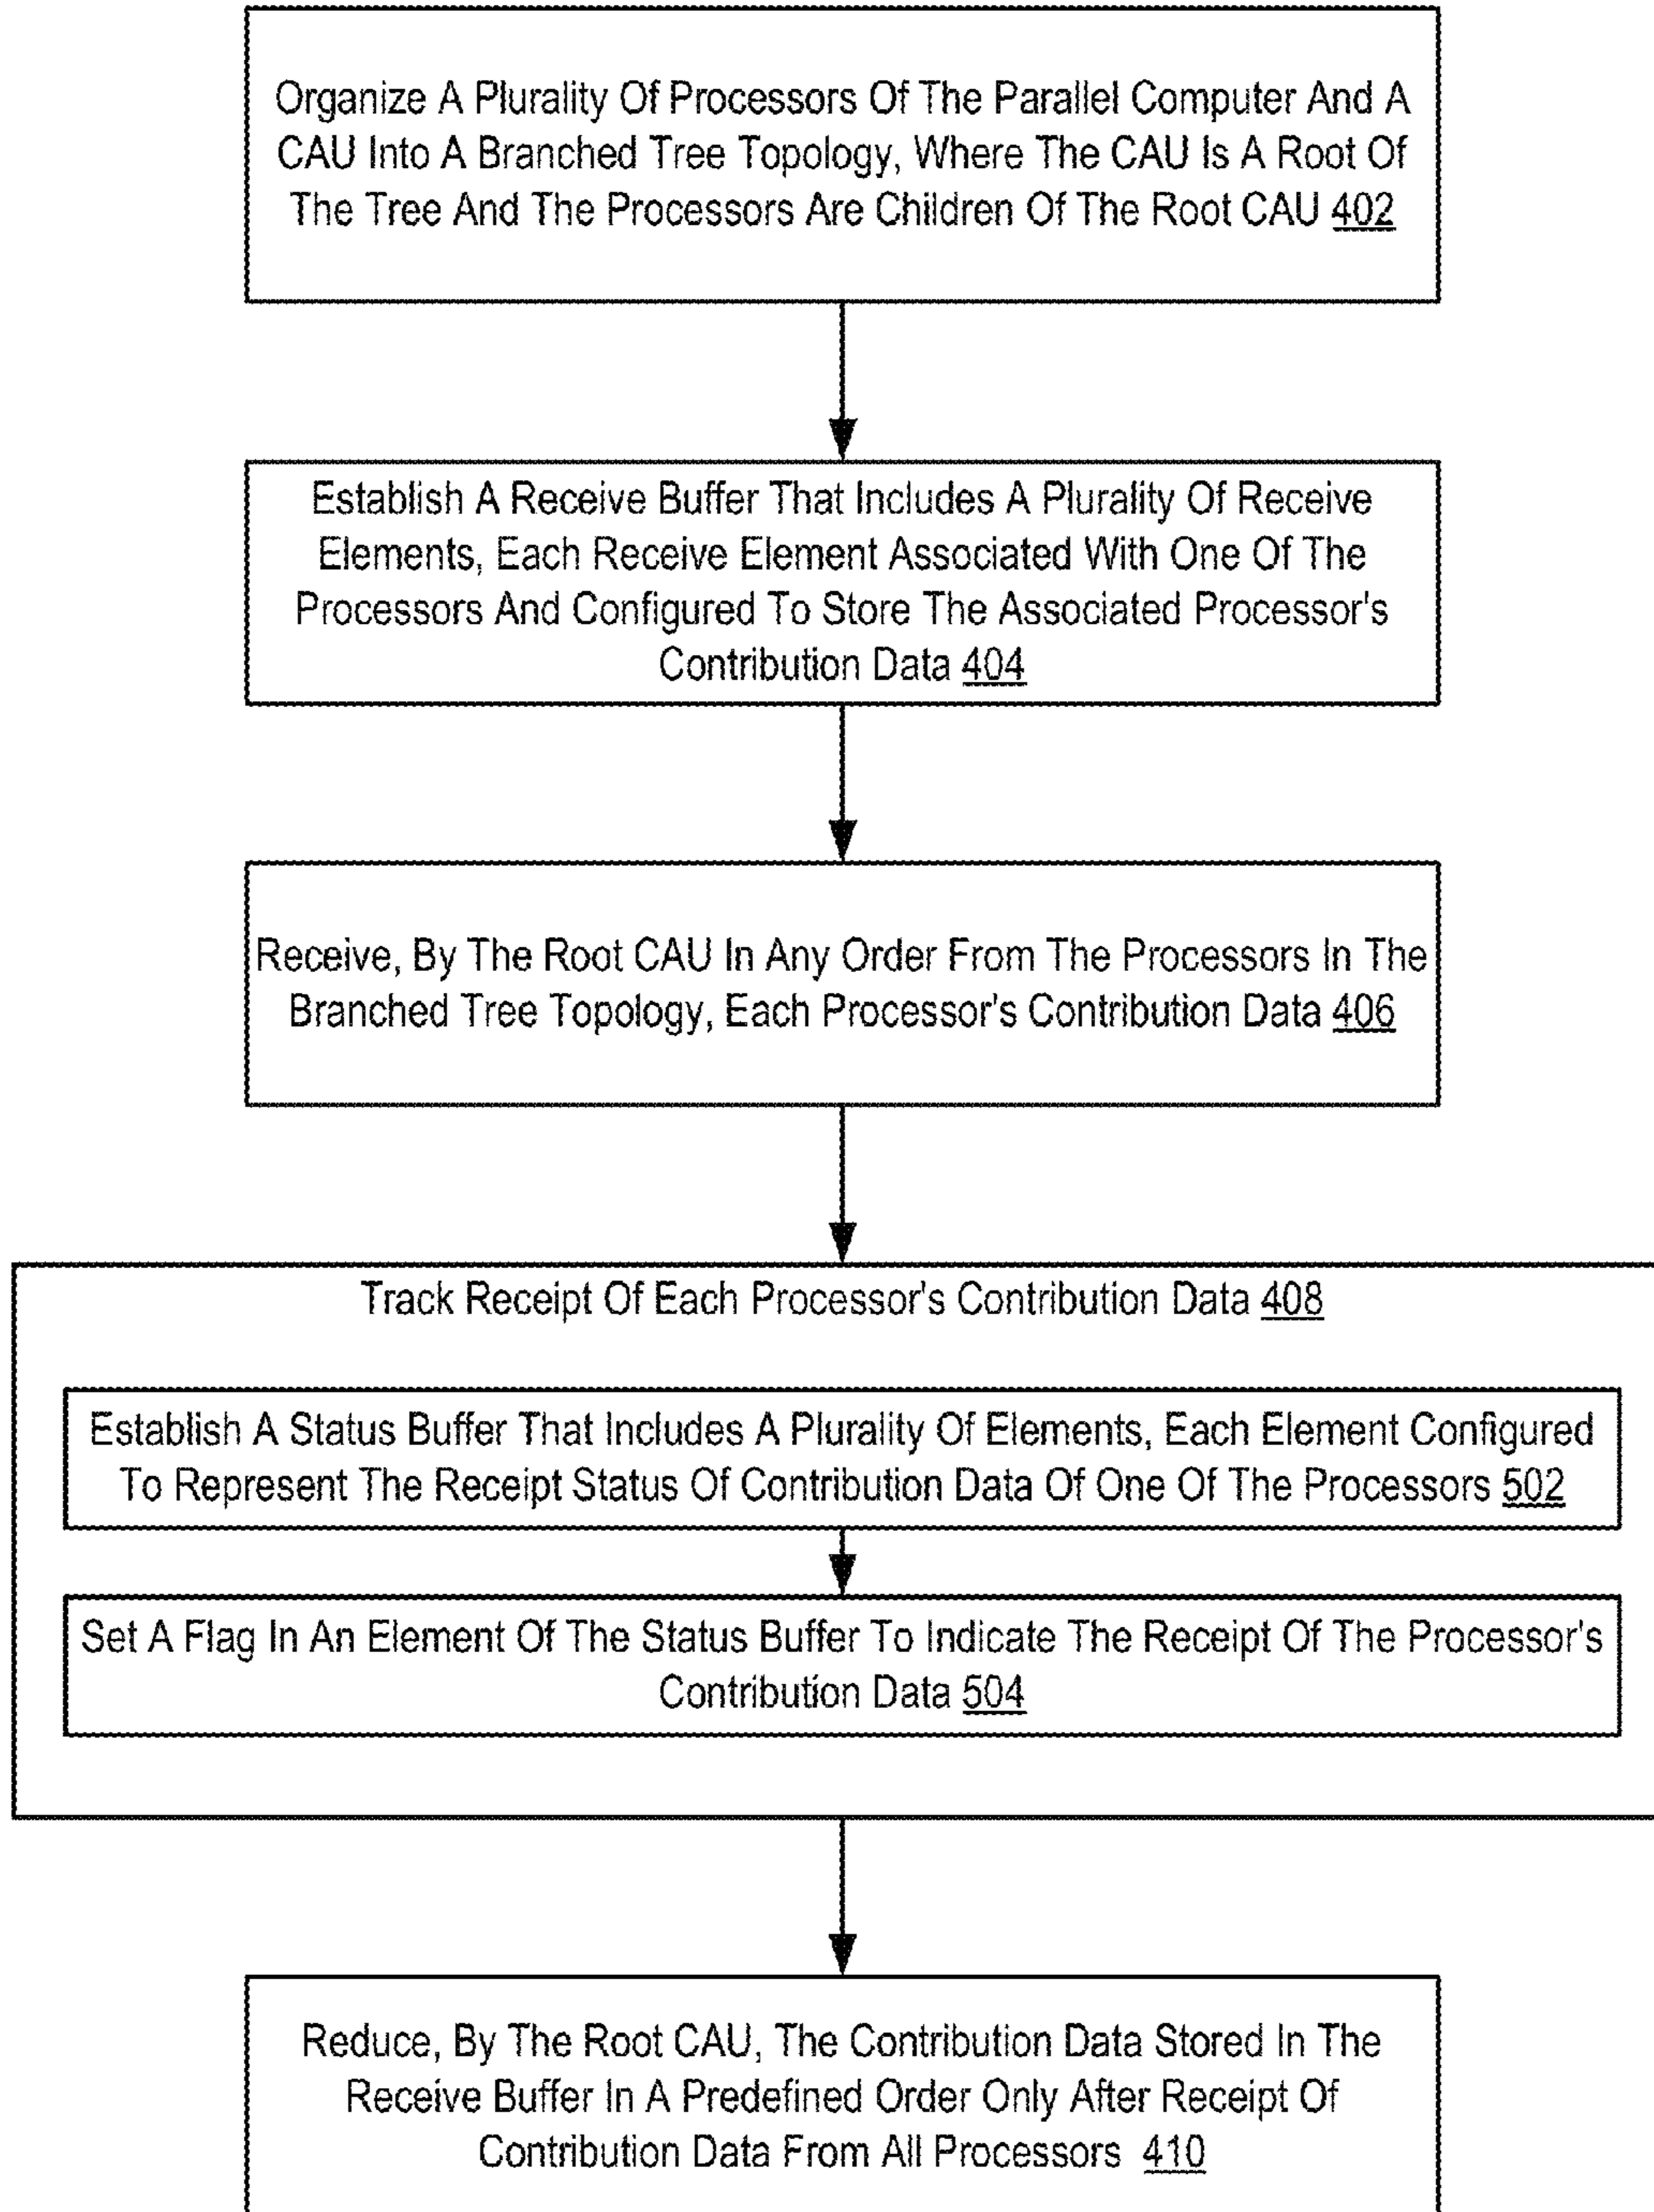 Organize A Plurality Of Processors Of The Parallel Computer And A
CAU Into A Branched Tree Topology, Where The CAU Is A Root Of
The Tree And The Processors Are Children Of The Root CAU 402
Establish A Receive Buffer That Includes A Plurality Of Receive
Elements, Each Receive Element Associated With One Of The
Processors And Configured To Store The Associated Processor's
Contribution Data 404
Receive, By The Root CAU In Any Order From The Processors In The
Branched Tree Topology, Each Processor's Contribution Data 406
Track Receipt Of Each Processor's Contribution Data 408
Establish A Status Buffer That Includes A Plurality Of Elements, Each Element Configured
To Represent The Receipt Status Of Contribution Data Of One Of The Processors 502
Set A Flag In An Element Of The Status Buffer To Indicate The Receipt Of The Processor's
Contribution Data 504
Reduce, By The Root CAU, The Contribution Data Stored In The
Receive Buffer In A Predefined Order Only After Receipt Of
Contribution Data From All Processors 410